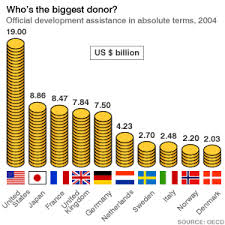 Who's the biggest donor?
Official development assistance in absolute terms, 2004
US $ billion
19.00
8.86
8.47
7.84
7.50
4.23
2.70
2.48
2.20
2.03
United States
Japan
France
United Kingdom
Germany
Netherlands
Sweden
Italy
Norway
Denmark
SOURCE: OECD